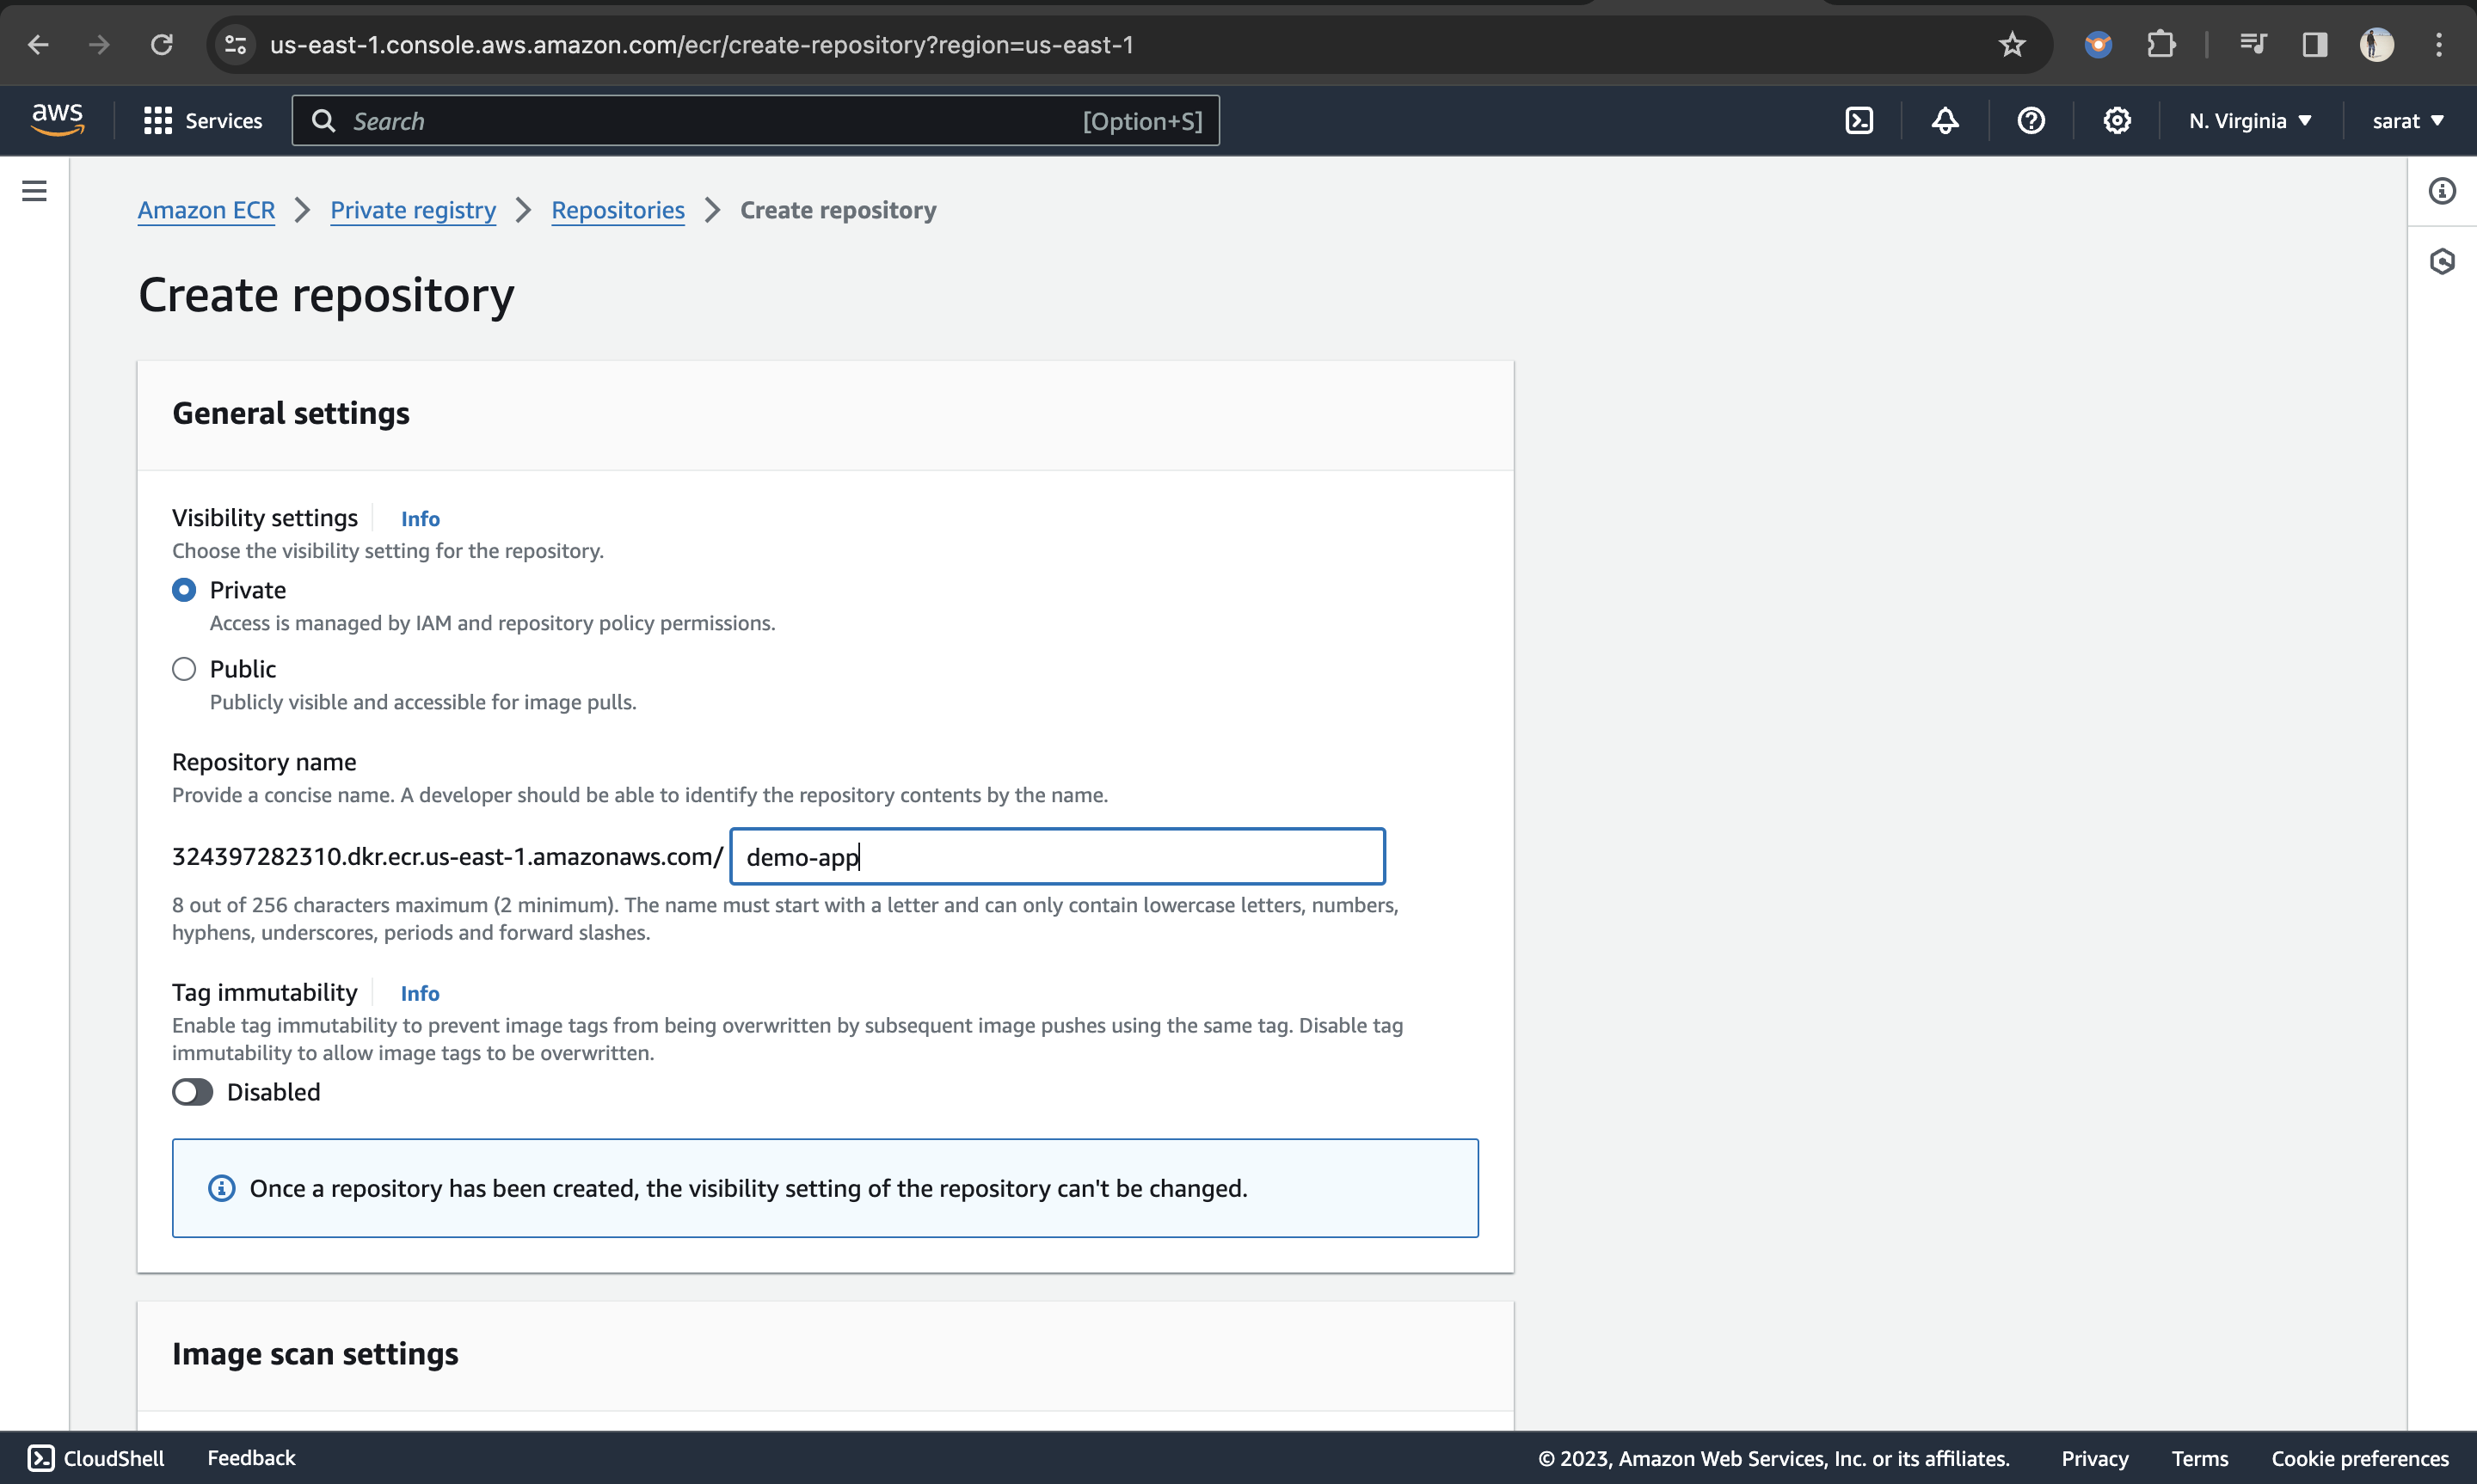 us-east-1.console.aws.amazon.com/ecr/create-repository?region=us-east-1
aws Services Search [Option+S] N. Virginia sarat
Amazon ECR Private registry Repositories Create repository
Create repository
General settings
Visibility settings Info
Choose the visibility setting for the repository.
Private
Access is managed by IAM and repository policy permissions.
Public
Publicly visible and accessible for image pulls.
Repository name
Provide a concise name. A developer should be able to identify the repository contents by the name.
324397282310.dkr.ecr.us-east-1.amazonaws.com/ demo-app
8 out of 256 characters maximum (2 minimum). The name must start with a letter and can only contain lowercase letters, numbers,
hyphens, underscores, periods and forward slashes.
Tag immutability Info
Enable tag immutability to prevent image tags from being overwritten by subsequent image pushes using the same tag. Disable tag
immutability to allow image tags to be overwritten.
Disabled
Once a repository has been created, the visibility setting of the repository can't be changed.
Image scan settings
CloudShell Feedback © 2023, Amazon Web Services, Inc. or its affiliates. Privacy Terms Cookie preferences